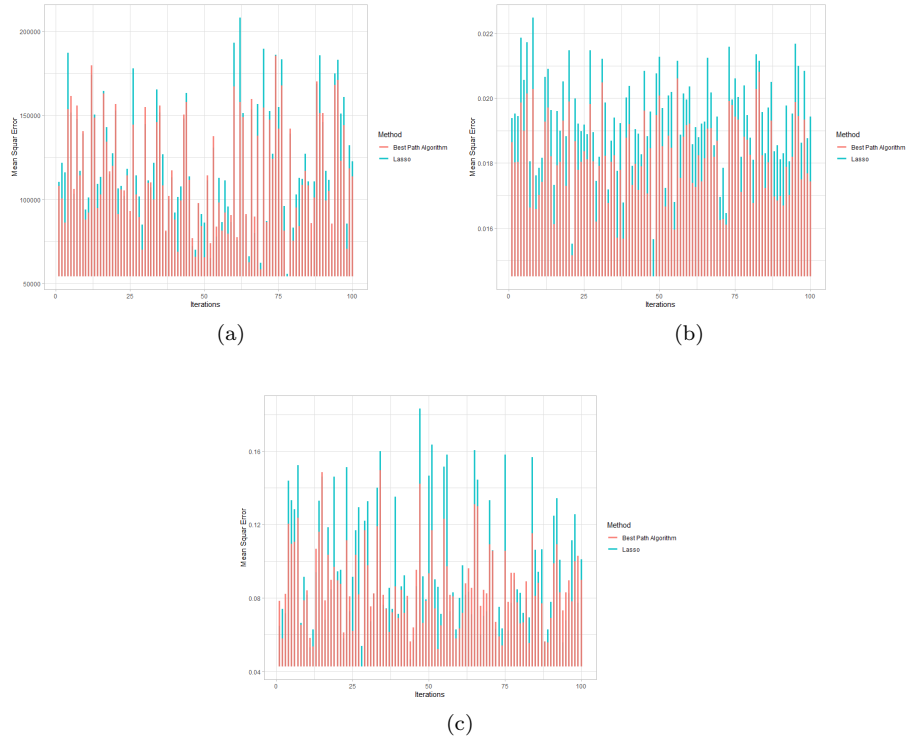 Mean Squar Error
200000
150000
100000
50000
0
25
50
75
100
Iterations
Method
Best Path Algorithm
Lasso
(a)
Mean Squar Error
0.022
0.020
0.018
0.016
0
25
50
75
100
Iterations
Method
Best Path Algorithm
Lasso
(b)
Mean Squar Error
0.16
0.12
0.08
0.04
0
25
50
75
100
Iterations
Method
Best Path Algorithm
Lasso
(c)